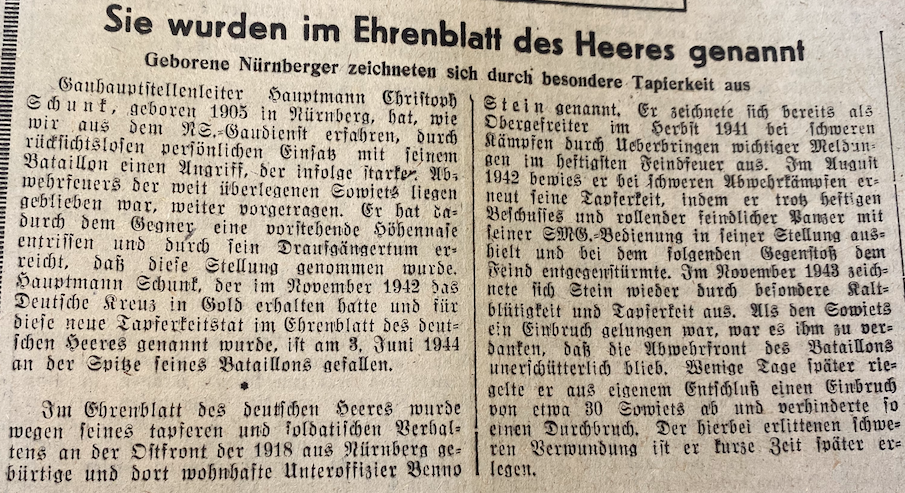 Sie wurden im Ehrenblatt des Heeres genannt
Geborene Nürnberger zeichneten sich durch besondere Tapferkeit aus
Gauhauptstellenleiter Hauptmann Christoph
Schunk, geboren 1905 in Nürnberg, hat, wie
wir aus dem NS.-Gaudienst erfahren, durch
rücksichtslosen persönlichen Einsatz mit seinem
Bataillon einen Angriff, der infolge starken Ab-
wehrfeuers der weit überlegenen Sowjets liegen
geblieben war, weiter vorgetragen. Er hat da-
durch dem Gegner eine vorstehende Höhennase
entrissen und durch sein Draufgängertum er-
reicht, daß diese Stellung genommen wurde.
Hauptmann Schunk, der im November 1942 das
Deutsche Kreuz in Gold erhalten hatte und für
diese neue Tapferkeitstat im Ehrenblatt des deut-
schen Heeres genannt wurde, ist am 3. Juni 1944
an der Spitze seines Bataillons gefallen.
*
Im Ehrenblatt des deutschen Heeres wurde
wegen seines tapferen und soldatischen Verhal-
tens an der Ostfront der 1918 aus Nürnberg ge-
bürtige und dort wohnhafte Unteroffizier Benno
Stein genannt. Er zeichnete sich bereits als
Obergefreiter im Herbst 1941 bei schweren
Kämpfen durch Ueberbringen wichtiger Meldun-
gen im heftigsten Feindfeuer aus. Im August
1942 bewies er bei schweren Abwehrkämpfen er-
neut seine Tapferkeit, indem er trotz heftigen
Beschusses und rollender feindlicher Panzer mit
seiner SMG.-Bedienung in seiner Stellung aus-
hielt und bei dem folgenden Gegenstoß dem
Feind entgegenstürmte. Im November 1943 zeich-
nete sich Stein wieder durch besondere Kalt-
blütigkeit und Tapferkeit aus. Als den Sowjets
ein Einbruch gelungen war, war es ihm zu ver-
danken, daß die Abwehrfront des Bataillons
unerschütterlich blieb. Wenige Tage später rie-
gelte er aus eigenem Entschluß einen Einbruch
von etwa 30 Sowjets ab und verhinderte so
einen Durchbruch. Der hierbei erlittenen schwe-
ren Verwundung ist er kurze Zeit später er-
legen.